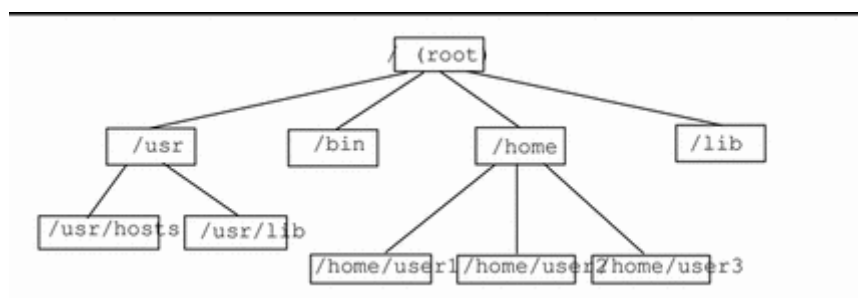 / (root)
/usr
/bin
/home
/lib
/usr/hosts
/usr/lib
/home/user1
/home/user2
/home/user3